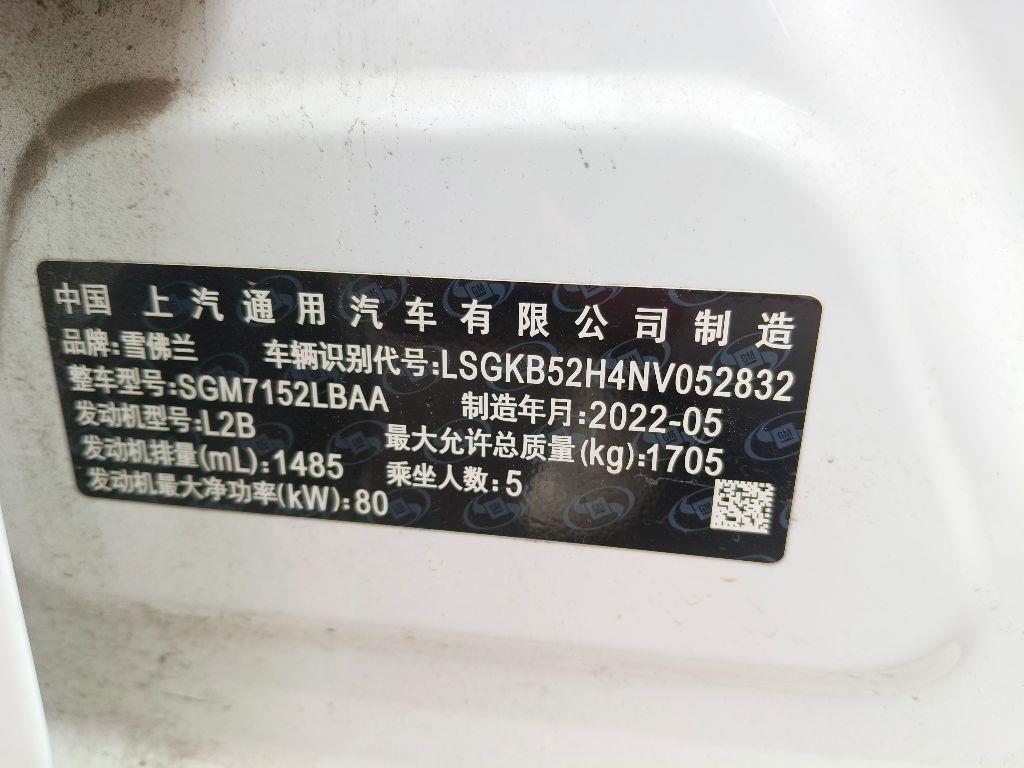 中国 上汽通用汽车有限公司制造
品牌:雪佛兰 车辆识别代号:LSGKB52H4NV052832
整车型号:SGM7152LBAA 制造年月:2022-05
发动机型号:L2B 最大允许总质量(kg):1705
发动机排量(mL):1485 乘坐人数:5
发动机最大净功率(kW):80